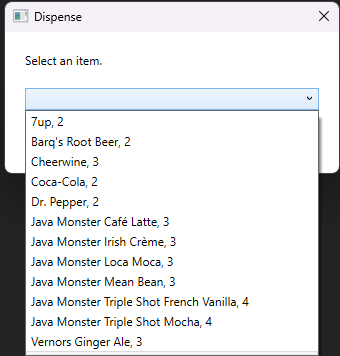 Dispense
Select an item.
7up, 2
Barq's Root Beer, 2
Cheerwine, 3
Coca-Cola, 2
Dr. Pepper, 2
Java Monster Café Latte, 3
Java Monster Irish Crème, 3
Java Monster Loca Moca, 3
Java Monster Mean Bean, 3
Java Monster Triple Shot French Vanilla, 4
Java Monster Triple Shot Mocha, 4
Vernors Ginger Ale, 3